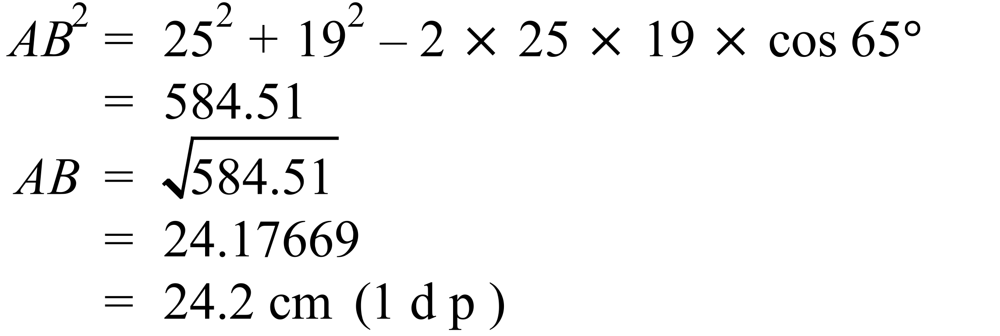 AB² = 25² + 19² – 2 × 25 × 19 × cos 65°
= 584.51
AB = √584.51
= 24.17669
= 24.2 cm (1 d p )